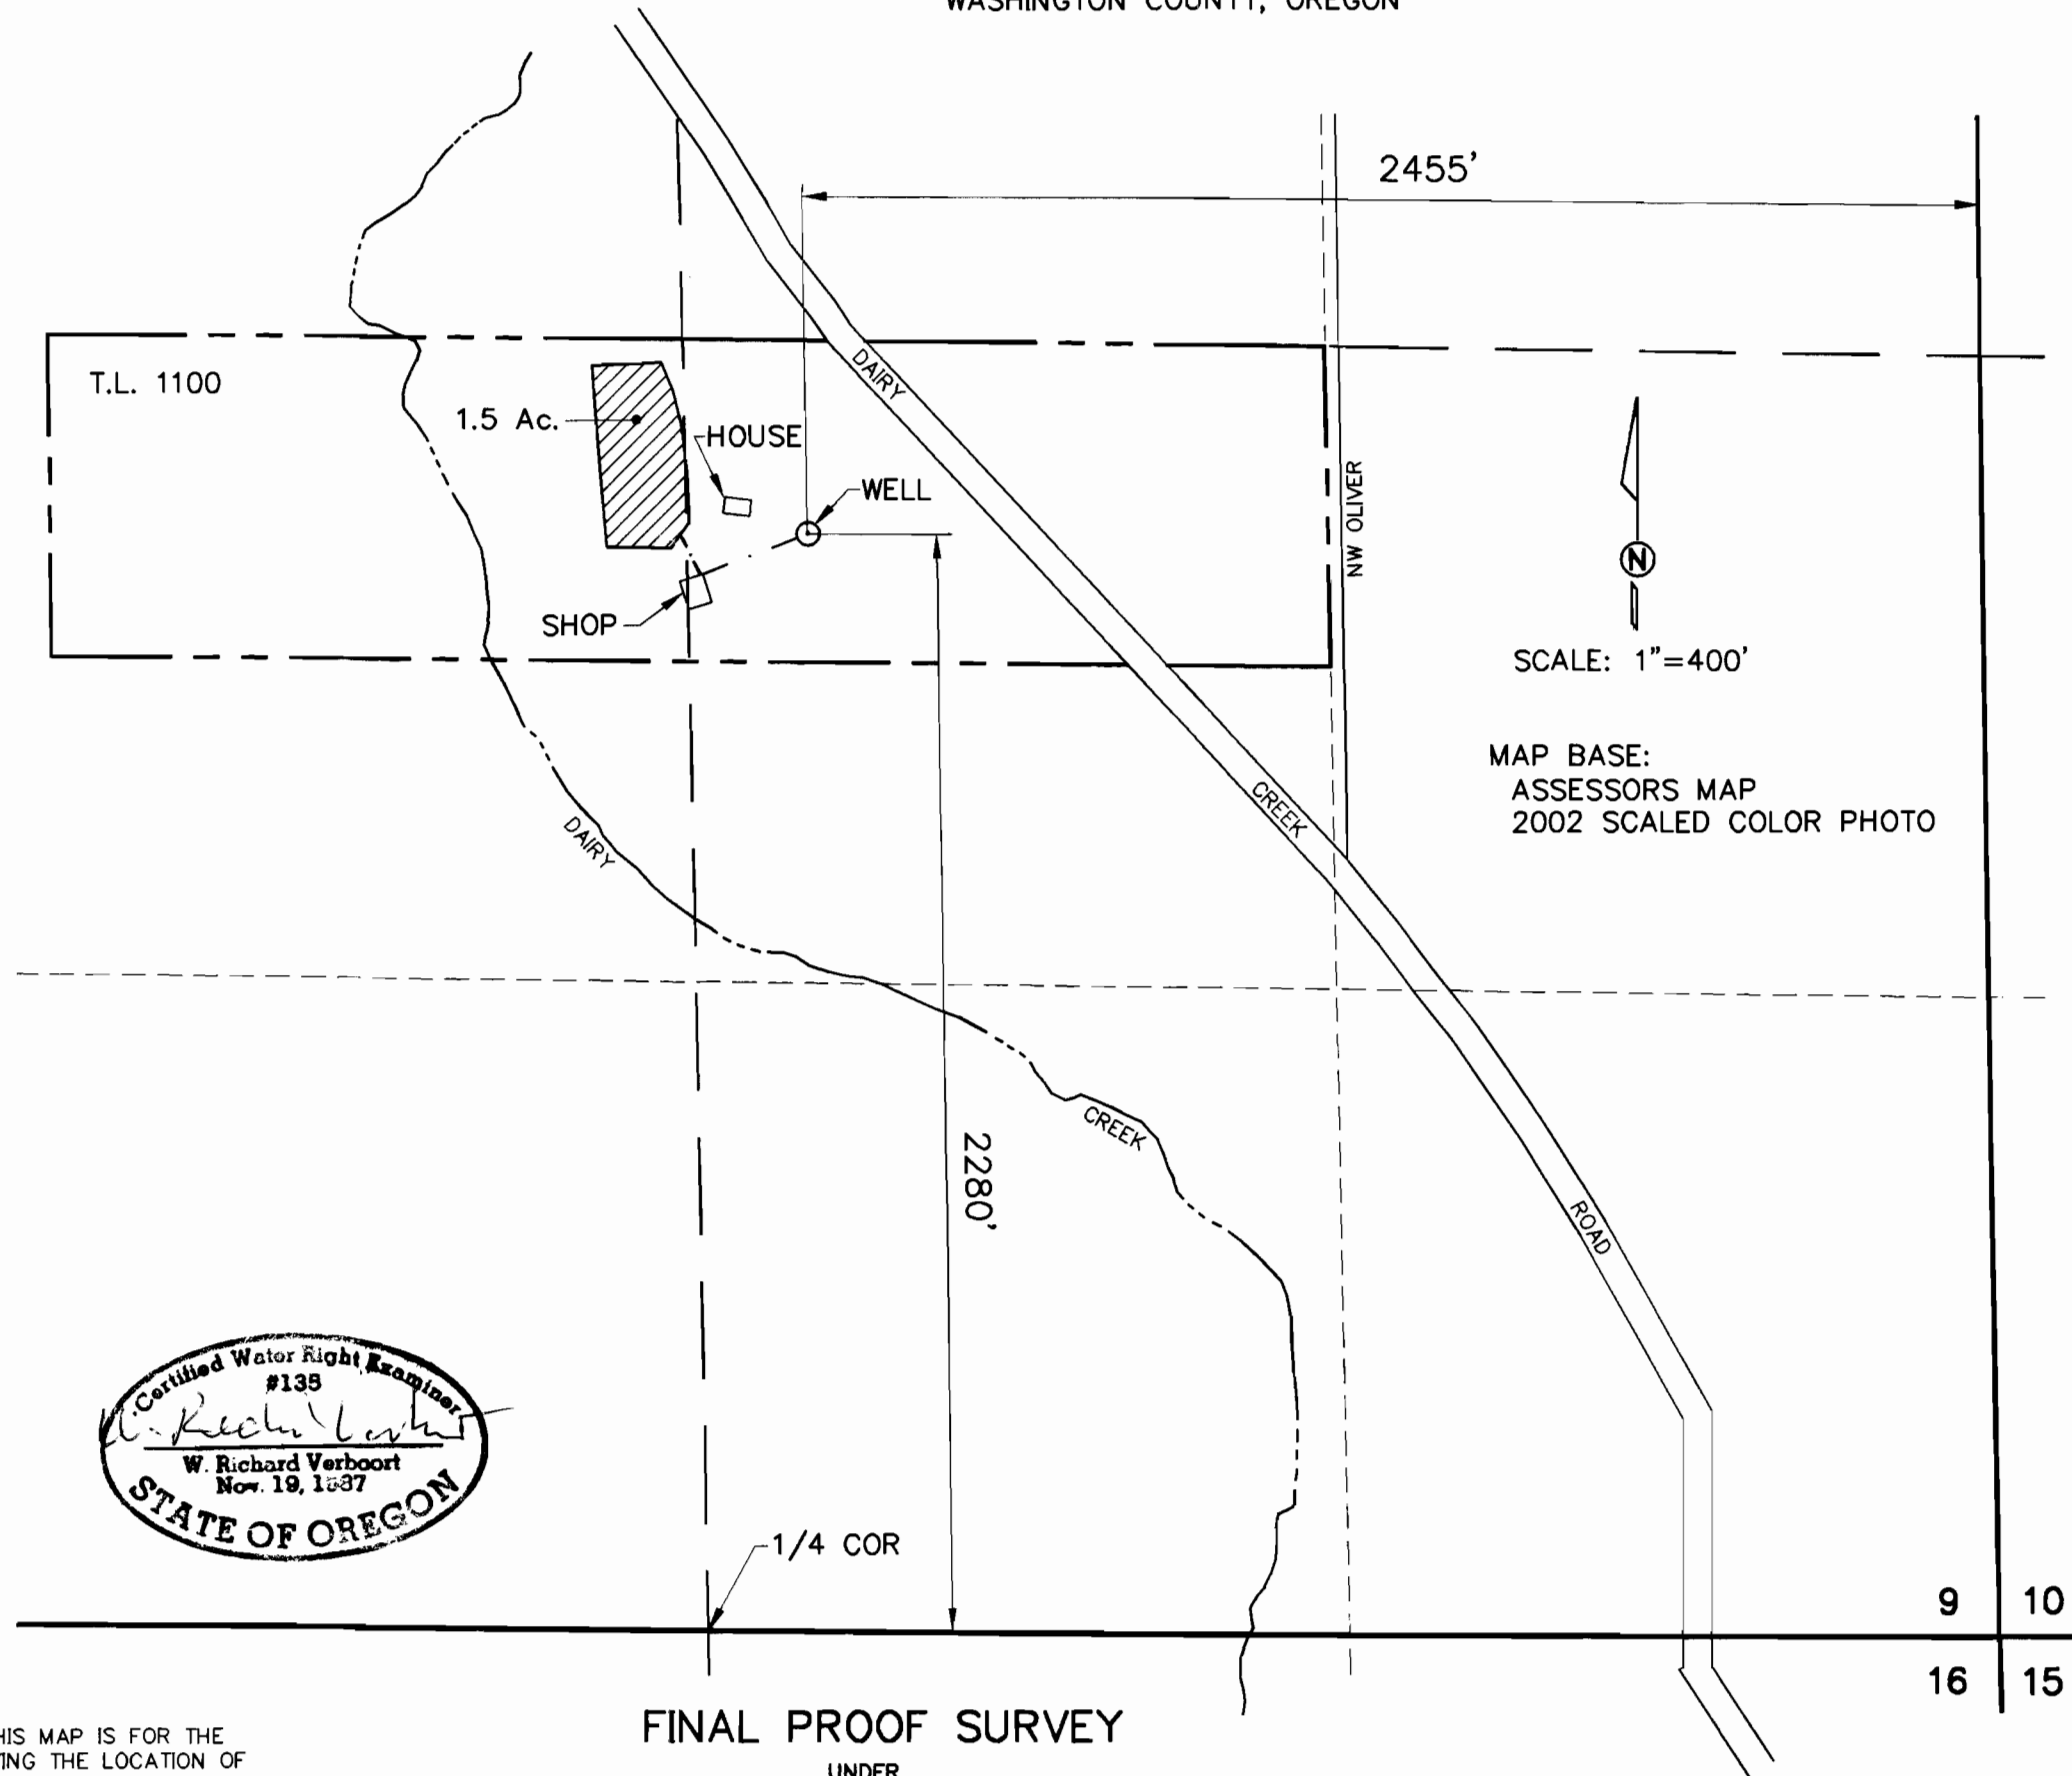 WASHINGTON COUNTY, OREGON
2455'
T.L. 1100
1.5 Ac.
HOUSE
WELL
SHOP
DAIRY
CREEK
ROAD
NW OLIVER
N
SCALE: 1"=400'
MAP BASE:
ASSESSORS MAP
2002 SCALED COLOR PHOTO
DAIRY
CREEK
2280'
Certified Water Right Examiner
#135
W. Richard Verboort
Nov. 19, 1987
STATE OF OREGON
1/4 COR
9
10
16
15
FINAL PROOF SURVEY
UNDER
HIS MAP IS FOR THE
ING THE LOCATION OF